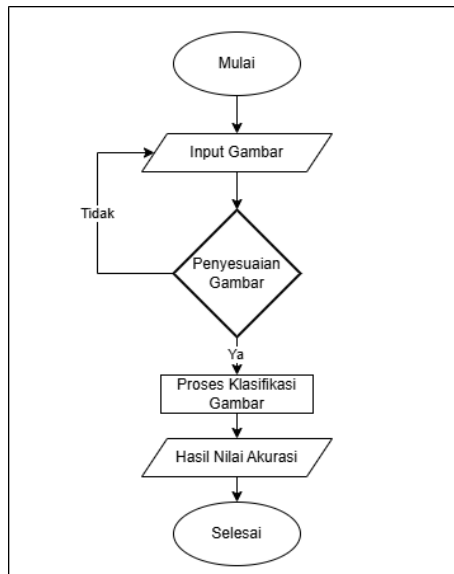 Mulai
Input Gambar
Tidak
Penyesuaian
Gambar
Ya
Proses Klasifikasi
Gambar
Hasil Nilai Akurasi
Selesai